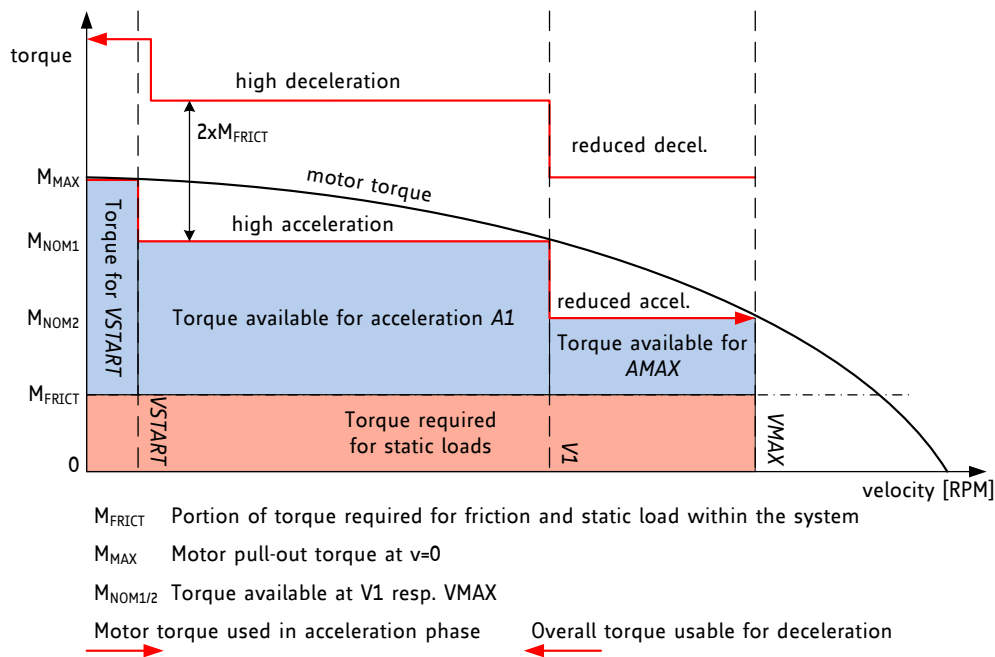 torque
high deceleration
2xMFRICT
reduced decel.
MMAX
motor torque
high acceleration
MNOM1
Torque for VSTART
reduced accel.
MNOM2
Torque available for acceleration A1
Torque available for
AMAX
MFRICT
VSTART
Torque required
for static loads
V1
VMAX
0
velocity [RPM]
MFRICT Portion of torque required for friction and static load within the system
MMAX Motor pull-out torque at v=0
MNOM1/2 Torque available at V1 resp. VMAX
Motor torque used in acceleration phase
Overall torque usable for deceleration